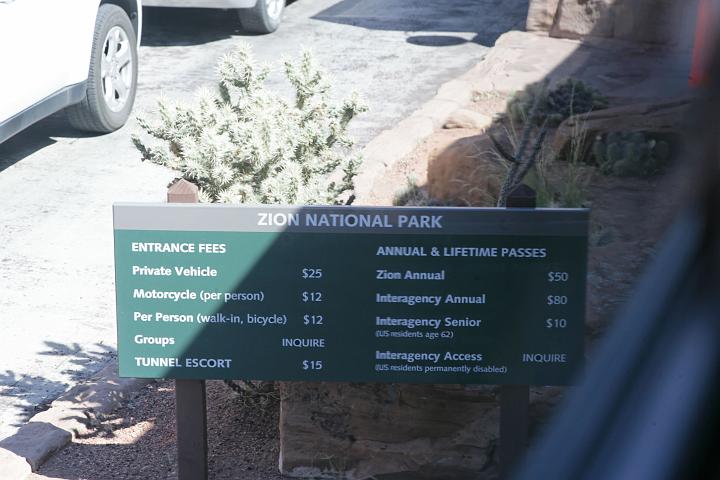 ZION NATIONAL PARK
ENTRANCE FEES
Private Vehicle $25
Motorcycle (per person) $12
Per Person (walk-in, bicycle) $12
Groups INQUIRE
TUNNEL ESCORT $15
ANNUAL & LIFETIME PASSES
Zion Annual $50
Interagency Annual $80
Interagency Senior $10
(US residents age 62)
Interagency Access INQUIRE
(US residents permanently disabled)